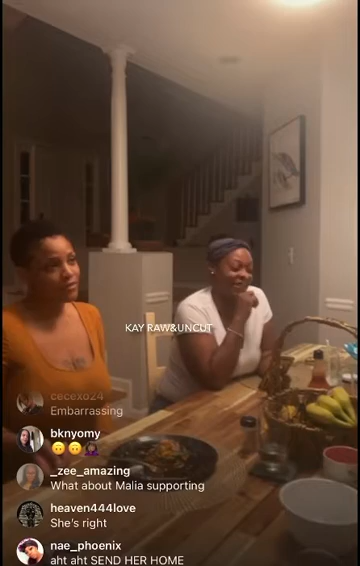 KAY RAW&UNCUT
cecexo24
Embarrassing
bknyomy
🙃🙃🤦🏿‍♀️
_zee_amazing
What about Malia supporting
heaven444love
She's right
nae_phoenix
aht aht SEND HER HOME